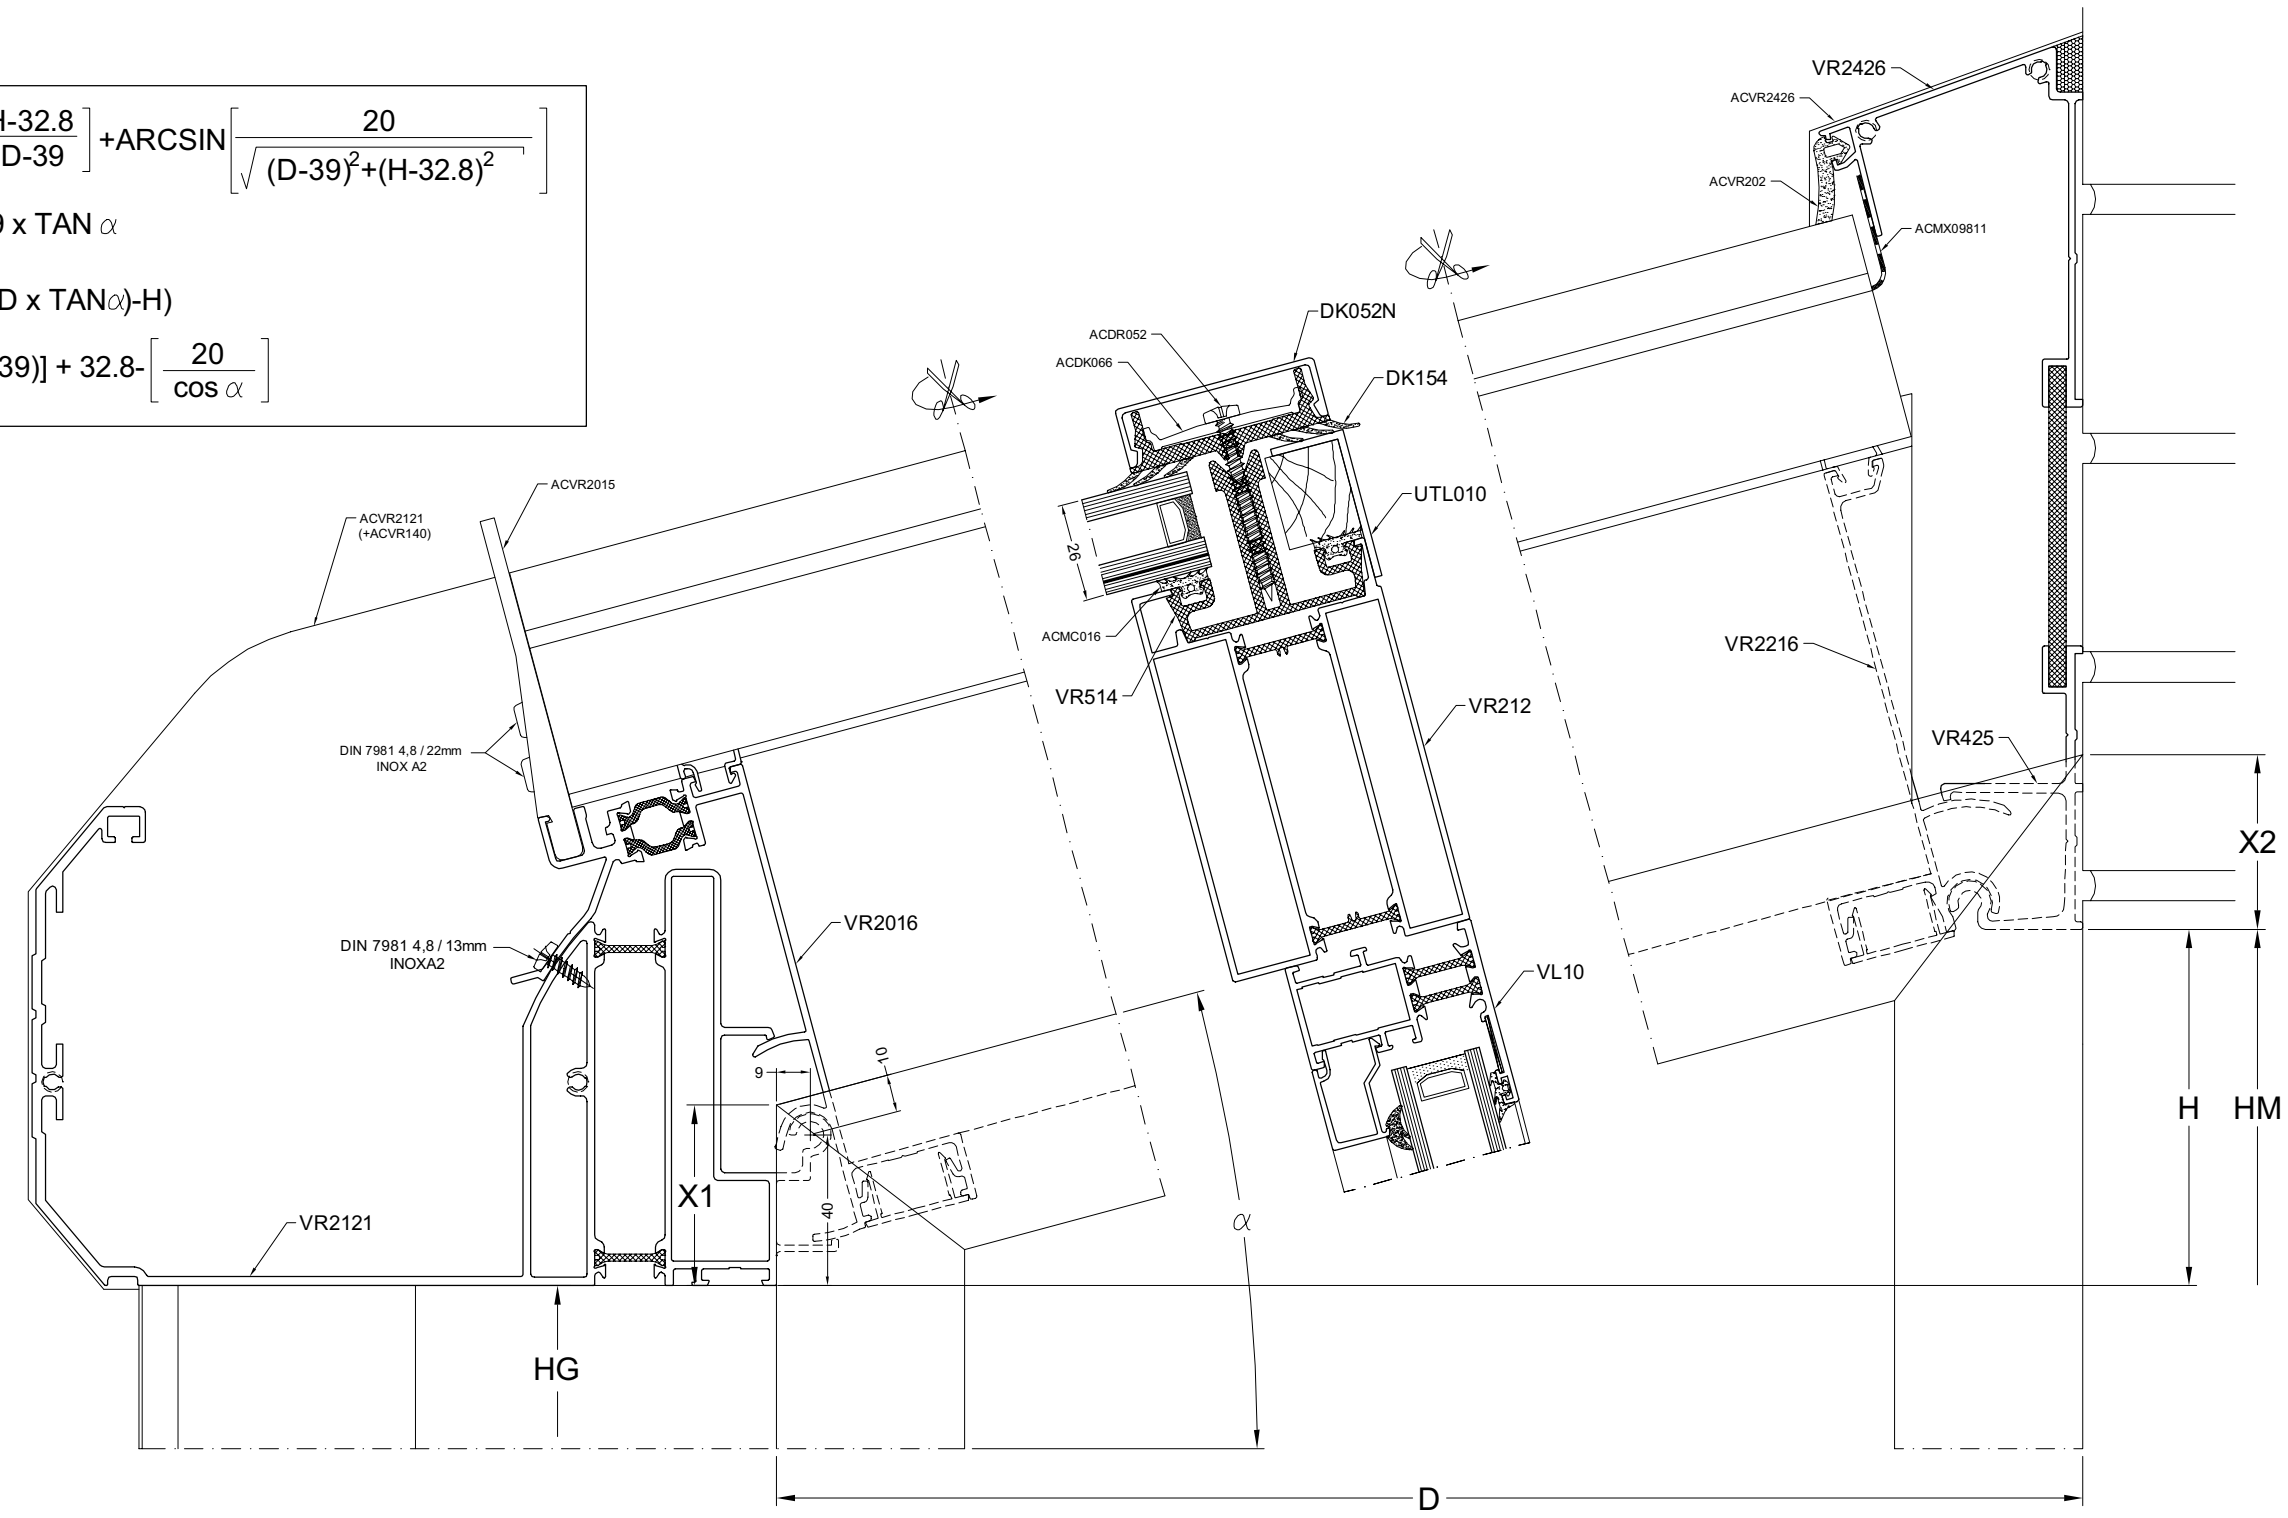 H-32.8
D-39
+ARCSIN
20
(D-39)²+(H-32.8)²
9 x TAN α
D x TANα)-H)
39)] + 32.8-
20
cos α
VR2426
ACVR2426
ACVR202
ACMX09811
DK052N
ACDR052
ACDK066
DK154
ACVR2015
ACVR2121
(+ACVR140)
UTL010
26
ACMC016
VR514
VR212
VR2216
VR425
DIN 7981 4,8 / 22mm
INOX A2
X2
VR2016
DIN 7981 4,8 / 13mm
INOXA2
VL10
10
9
H
HM
X1
40
α
VR2121
HG
D